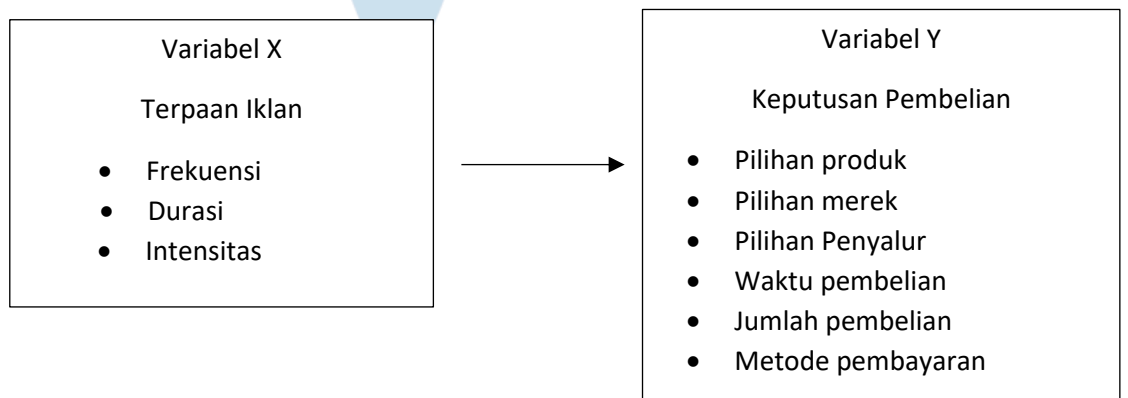 Variabel X
Terpaan Iklan
• Frekuensi
• Durasi
• Intensitas
Variabel Y
Keputusan Pembelian
• Pilihan produk
• Pilihan merek
• Pilihan Penyalur
• Waktu pembelian
• Jumlah pembelian
• Metode pembayaran